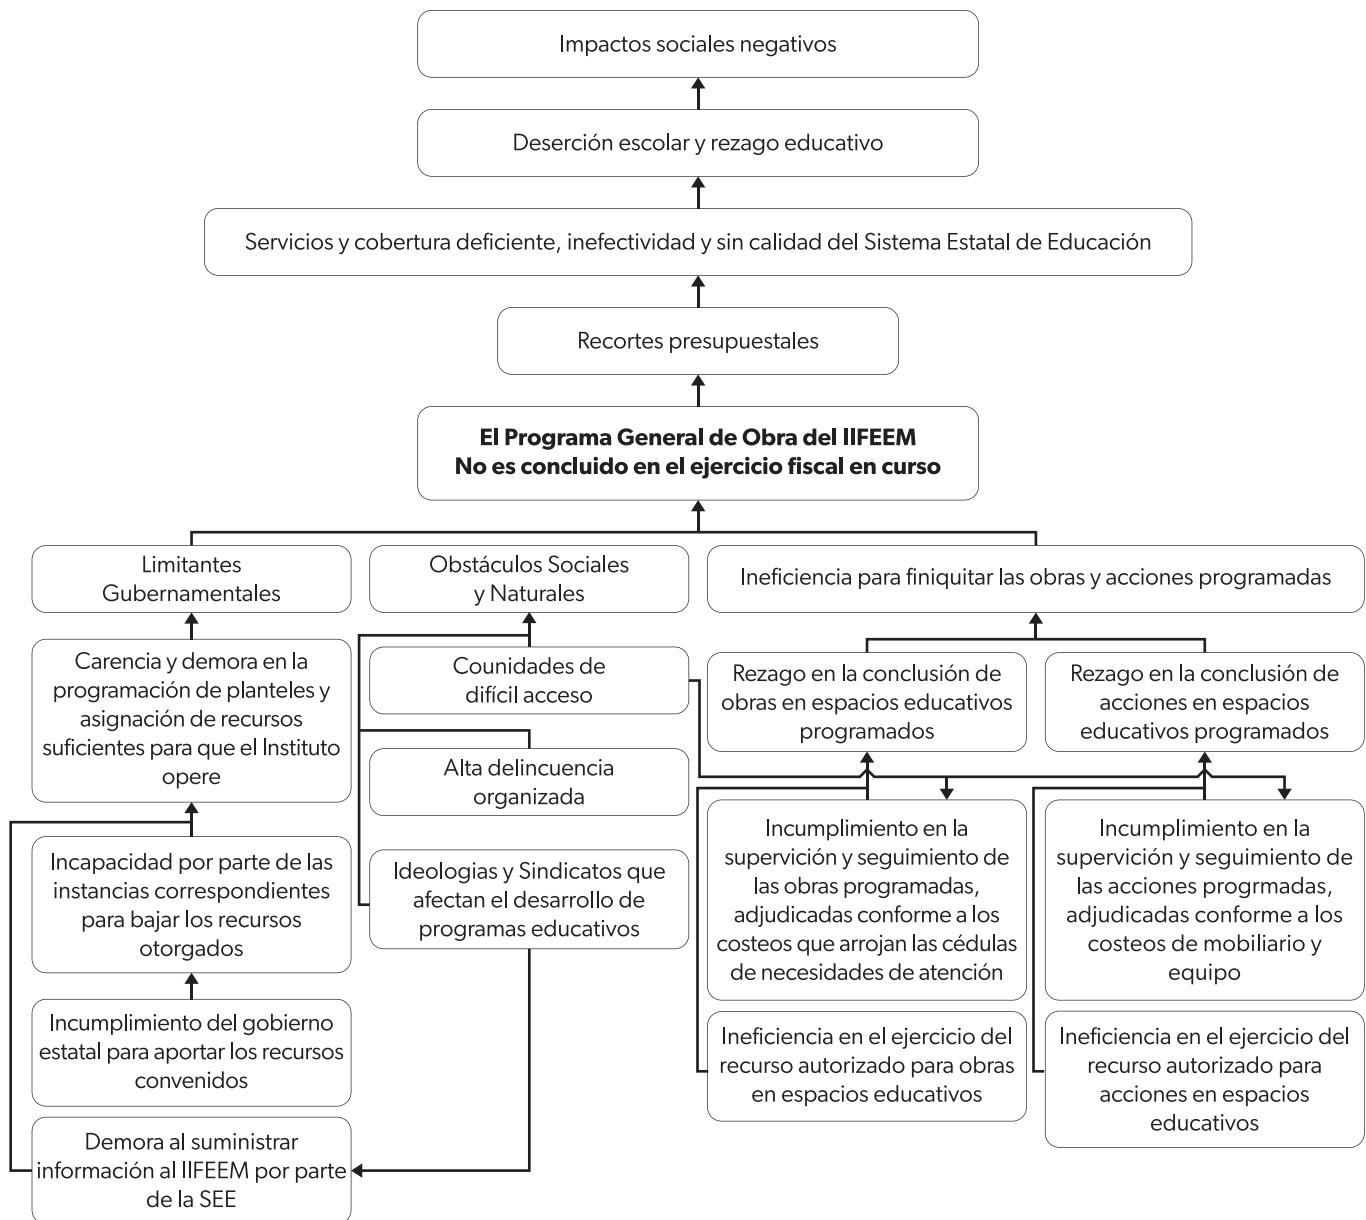 Impactos sociales negativos
Deserción escolar y rezago educativo
Servicios y cobertura deficiente, inefectividad y sin calidad del Sistema Estatal de Educación
Recortes presupuestales
El Programa General de Obra del IIFEEM
No es concluido en el ejercicio fiscal en curso
Limitantes
Gubernamentales
Carencia y demora en la
programación de planteles y
asignación de recursos
suficientes para que el Instituto
opere
Incapacidad por parte de las
instancias correspondientes
para bajar los recursos
otorgados
Incumplimiento del gobierno
estatal para aportar los recursos
convenidos
Demora al suministrar
información al IIFEEM por parte
de la SEE
Obstáculos Sociales
y Naturales
Counidades de
difícil acceso
Alta delincuencia
organizada
Ideologias y Sindicatos que
afectan el desarrollo de
programas educativos
Ineficiencia para finiquitar las obras y acciones programadas
Rezago en la conclusión de
obras en espacios educativos
programados
Incumplimiento en la
supervisión y seguimiento de
las obras programadas,
adjudicadas conforme a los
costeos que arrojan las cédulas
de necesidades de atención
Ineficiencia en el ejercicio del
recurso autorizado para obras
en espacios educativos
Rezago en la conclusión de
acciones en espacios
educativos programados
Incumplimiento en la
supervisión y seguimiento de
las acciones progrmadas,
adjudicadas conforme a los
costeos de mobiliario y
equipo
Ineficiencia en el ejercicio del
recurso autorizado para
acciones en espacios
educativos